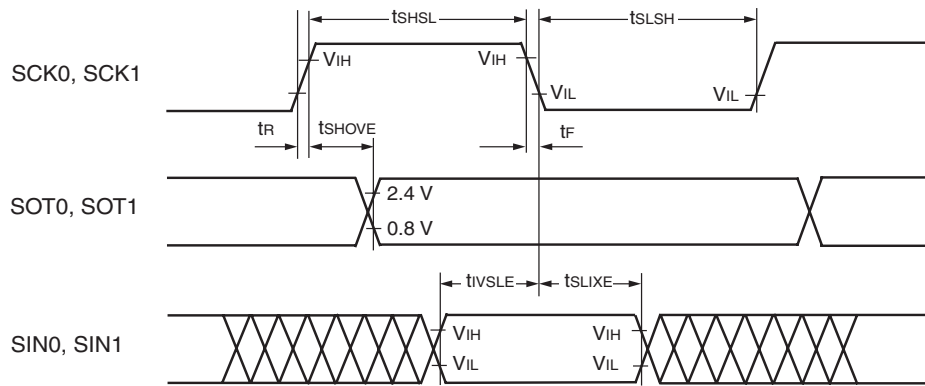 tSHSL tSLSH
SCK0, SCK1 VIH VIH VIL VIL
tR tSHOVE tF
SOT0, SOT1 2.4 V
0.8 V
tIVSLE tSLIXE
SIN0, SIN1 VIH VIH
VIL VIL